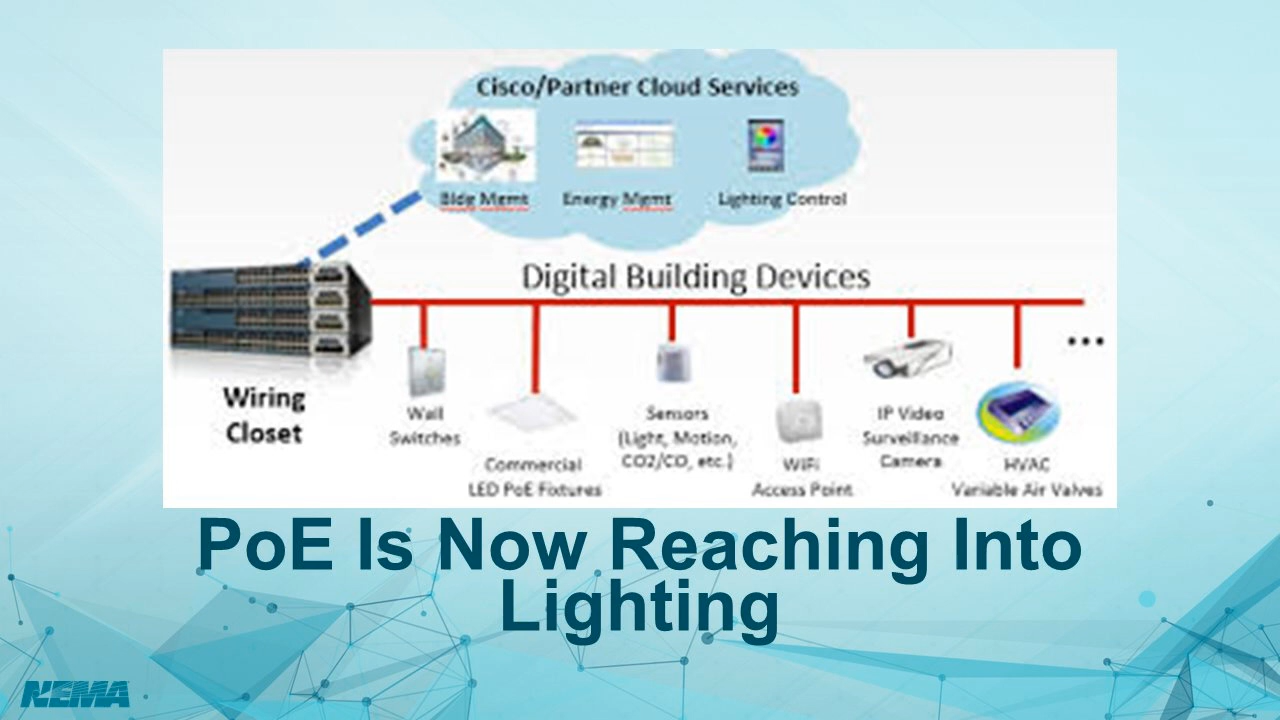 Cisco/Partner Cloud Services
Bldg Mgmt
Energy Mgmt
Lighting Control
Digital Building Devices
Wiring
Closet
Wall
Switches
Commercial
LED PoE Fixtures
Sensors
(Light, Motion,
CO2/CO, etc.)
WiFi
Access Point
IP Video
Surveillance
Camera
HVAC
Variable Air Valves
...
PoE Is Now Reaching Into
Lighting
NEMA